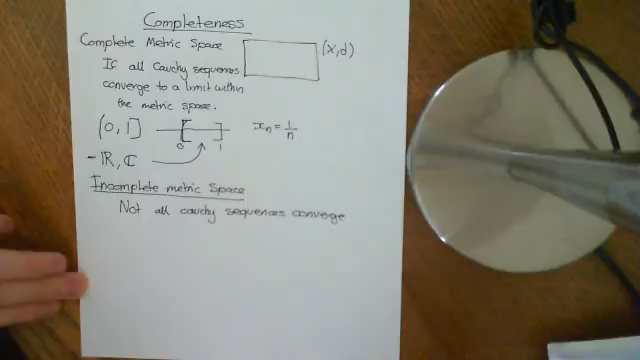 Completeness
Complete Metric Space
(X,d)
If all Cauchy sequences
converge to a limit within
the metric space.
(0,1]
0
1
xₙ = 1/n
- ℝ, ℂ
Incomplete metric Space
Not all cauchy sequences converge